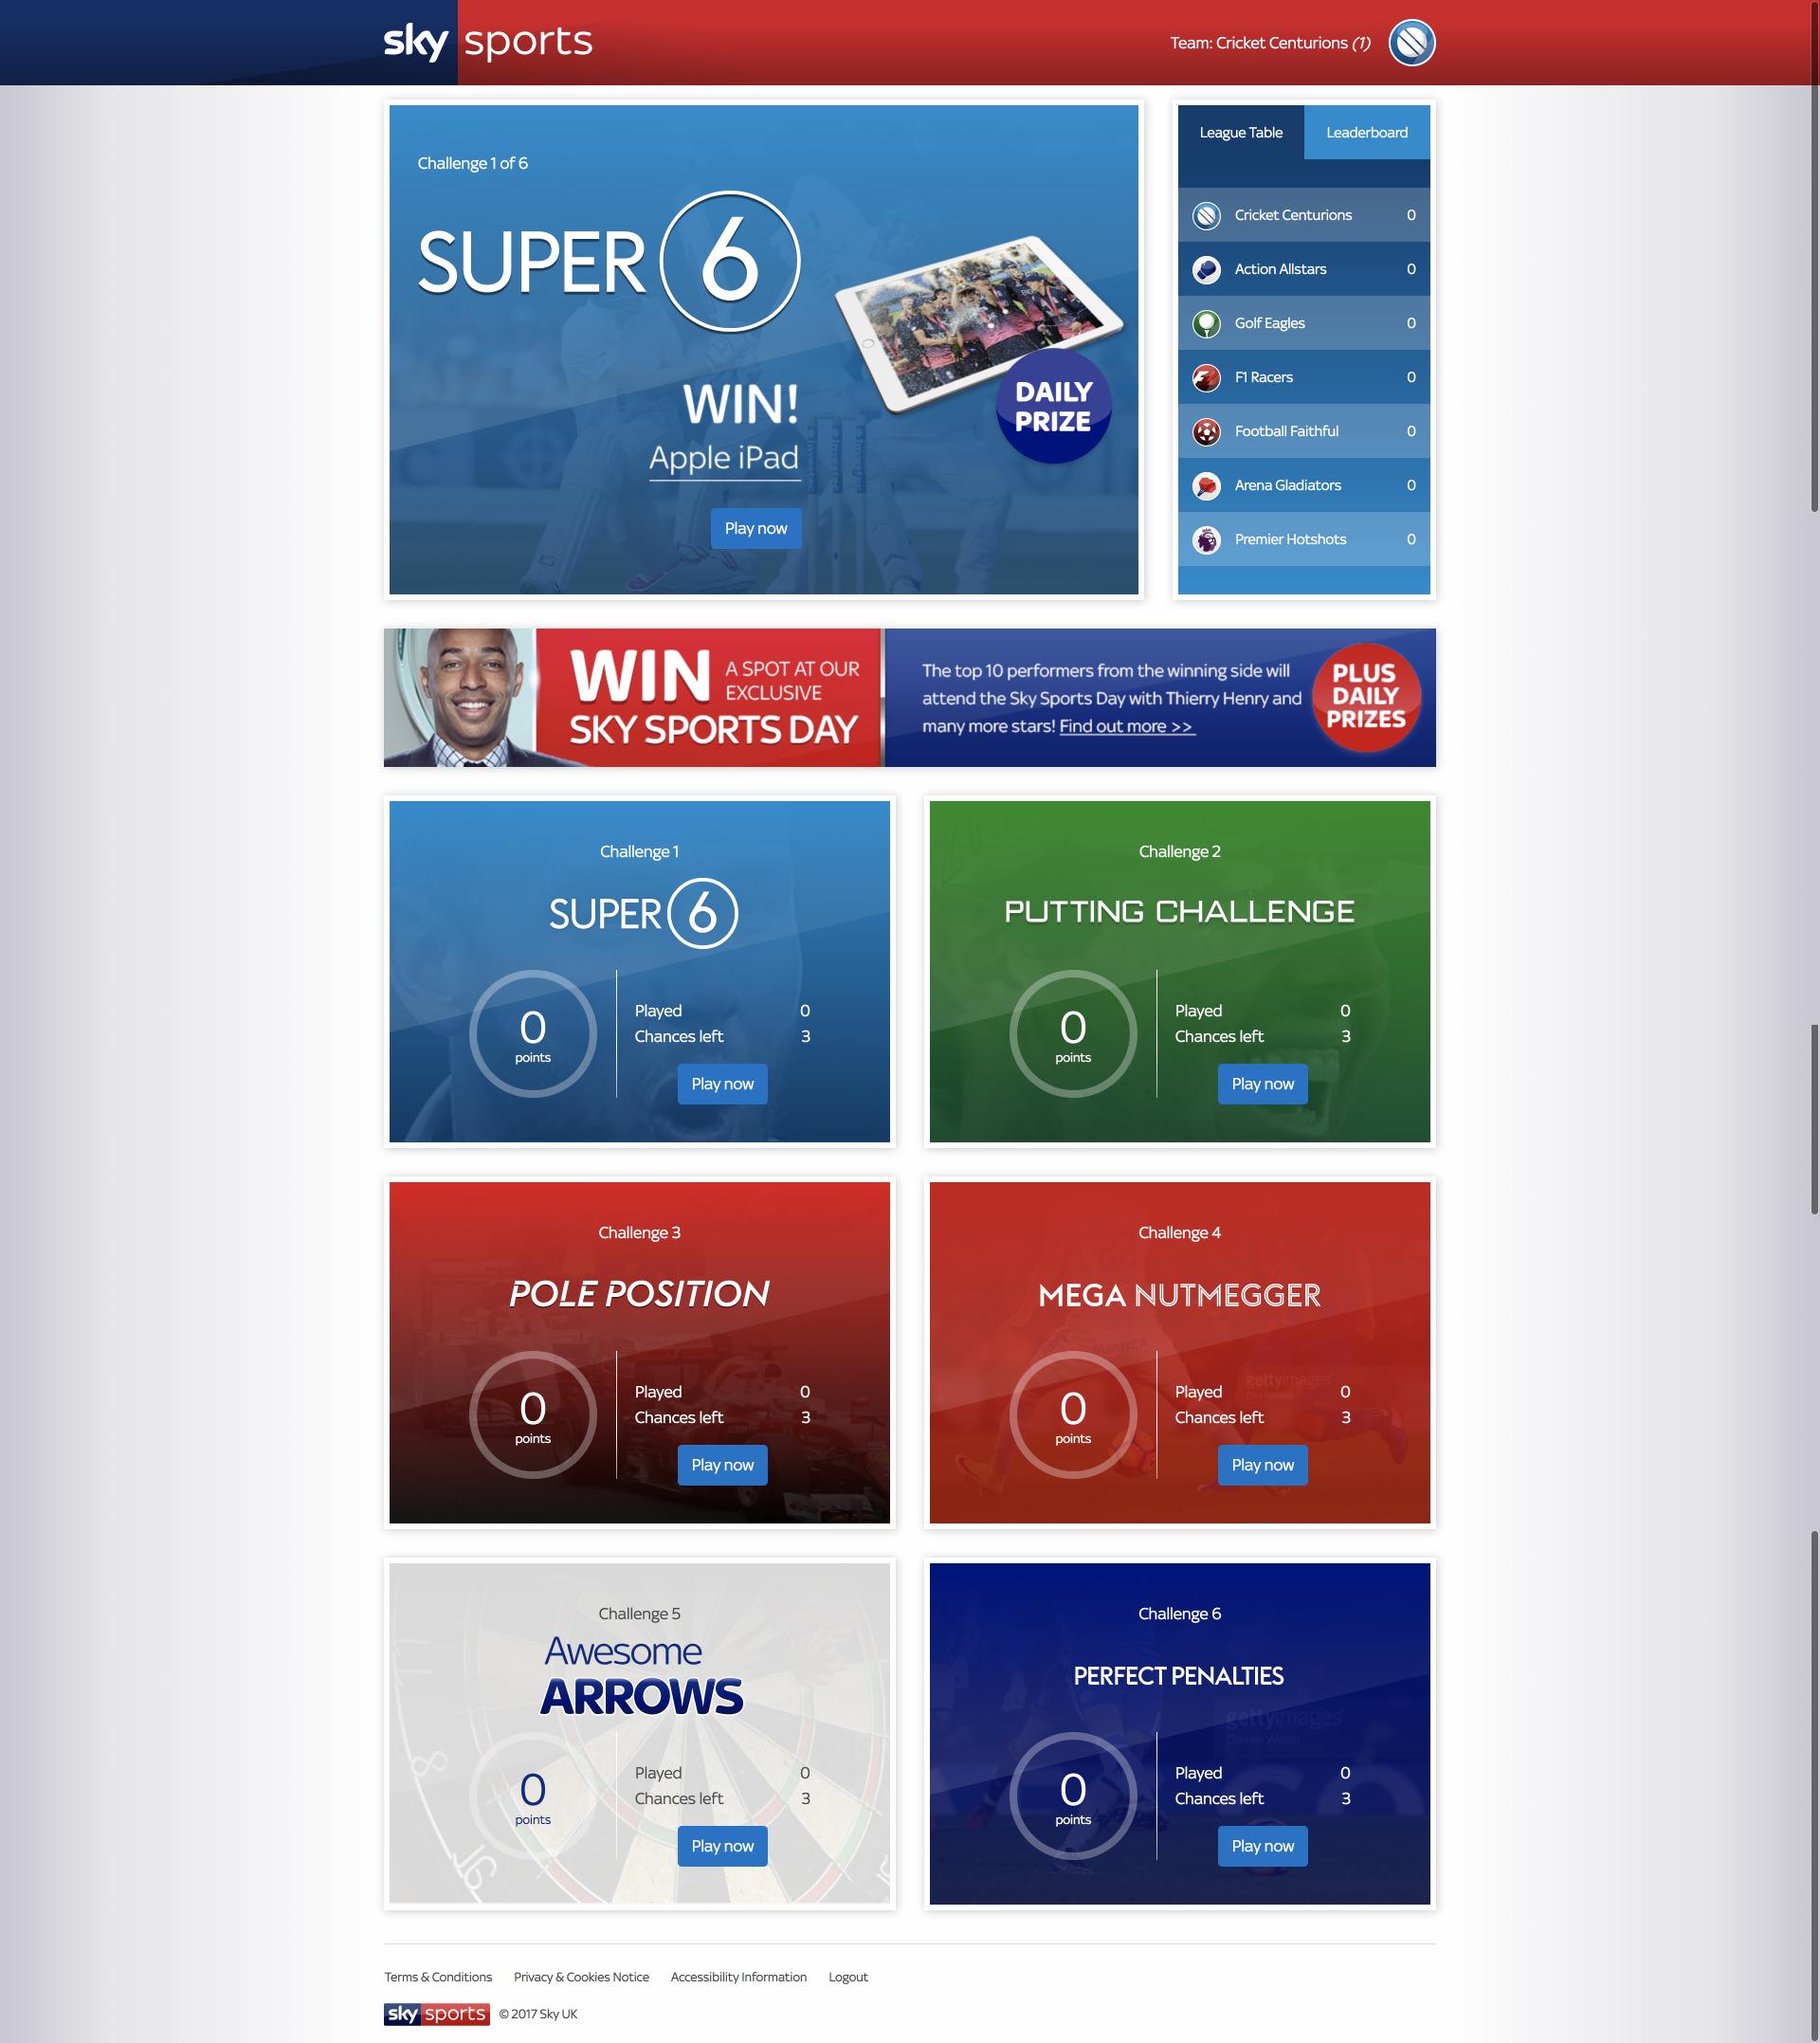 sky sports
Team: Cricket Centurions (1)
Challenge 1 of 6
SUPER 6
WIN!
Apple iPad
DAILY
PRIZE
Play now
League Table
Leaderboard
Cricket Centurions 0
Action Allstars 0
Golf Eagles 0
F1 Racers 0
Football Faithful 0
Arena Gladiators 0
Premier Hotshots 0
WIN A SPOT AT OUR
EXCLUSIVE
SKY SPORTS DAY
The top 10 performers from the winning side will
attend the Sky Sports Day with Thierry Henry and
many more stars! Find out more >>
PLUS
DAILY
PRIZES
Challenge 1
SUPER 6
0
points
Played 0
Chances left 3
Play now
Challenge 2
PUTTING CHALLENGE
0
points
Played 0
Chances left 3
Play now
Challenge 3
POLE POSITION
0
points
Played 0
Chances left 3
Play now
Challenge 4
MEGA NUTMEGGER
gettyimages
0
points
Played 0
Chances left 3
Play now
Challenge 5
Awesome
ARROWS
0
points
Played 0
Chances left 3
Play now
Challenge 6
PERFECT PENALTIES
gettyimages
0
points
Played 0
Chances left 3
Play now
Terms & Conditions
Privacy & Cookies Notice
Accessibility Information
Logout
sky sports © 2017 Sky UK